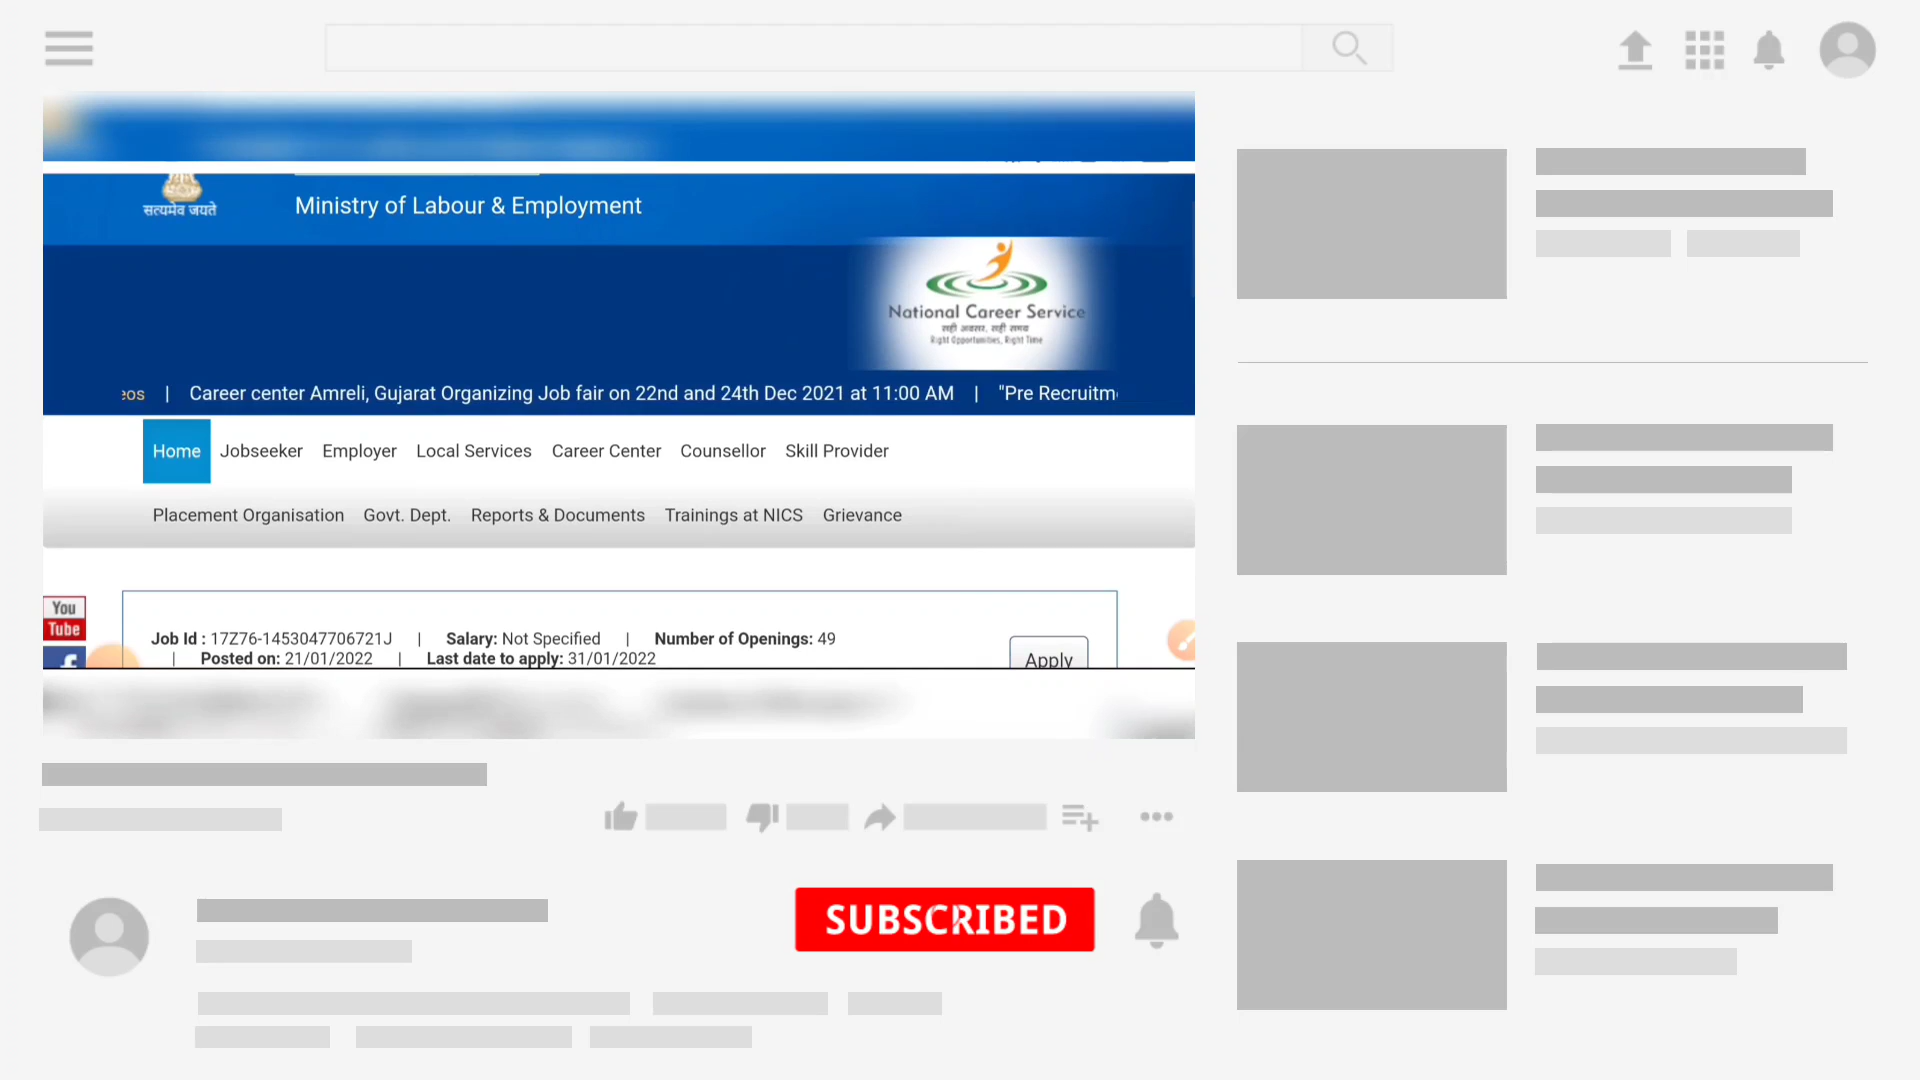 सत्यमेव जयते
Ministry of Labour & Employment
National Career Service
सही अवसर, सही समय
Right Opportunities, Right Time
eos | Career center Amreli, Gujarat Organizing Job fair on 22nd and 24th Dec 2021 at 11:00 AM | "Pre Recruitm
Home Jobseeker Employer Local Services Career Center Counsellor Skill Provider
Placement Organisation Govt. Dept. Reports & Documents Trainings at NICS Grievance
You
Tube
f
Job Id : 17Z76-1453047706721J | Salary: Not Specified | Number of Openings: 49
| Posted on: 21/01/2022 | Last date to apply: 31/01/2022
Apply
SUBSCRIBED